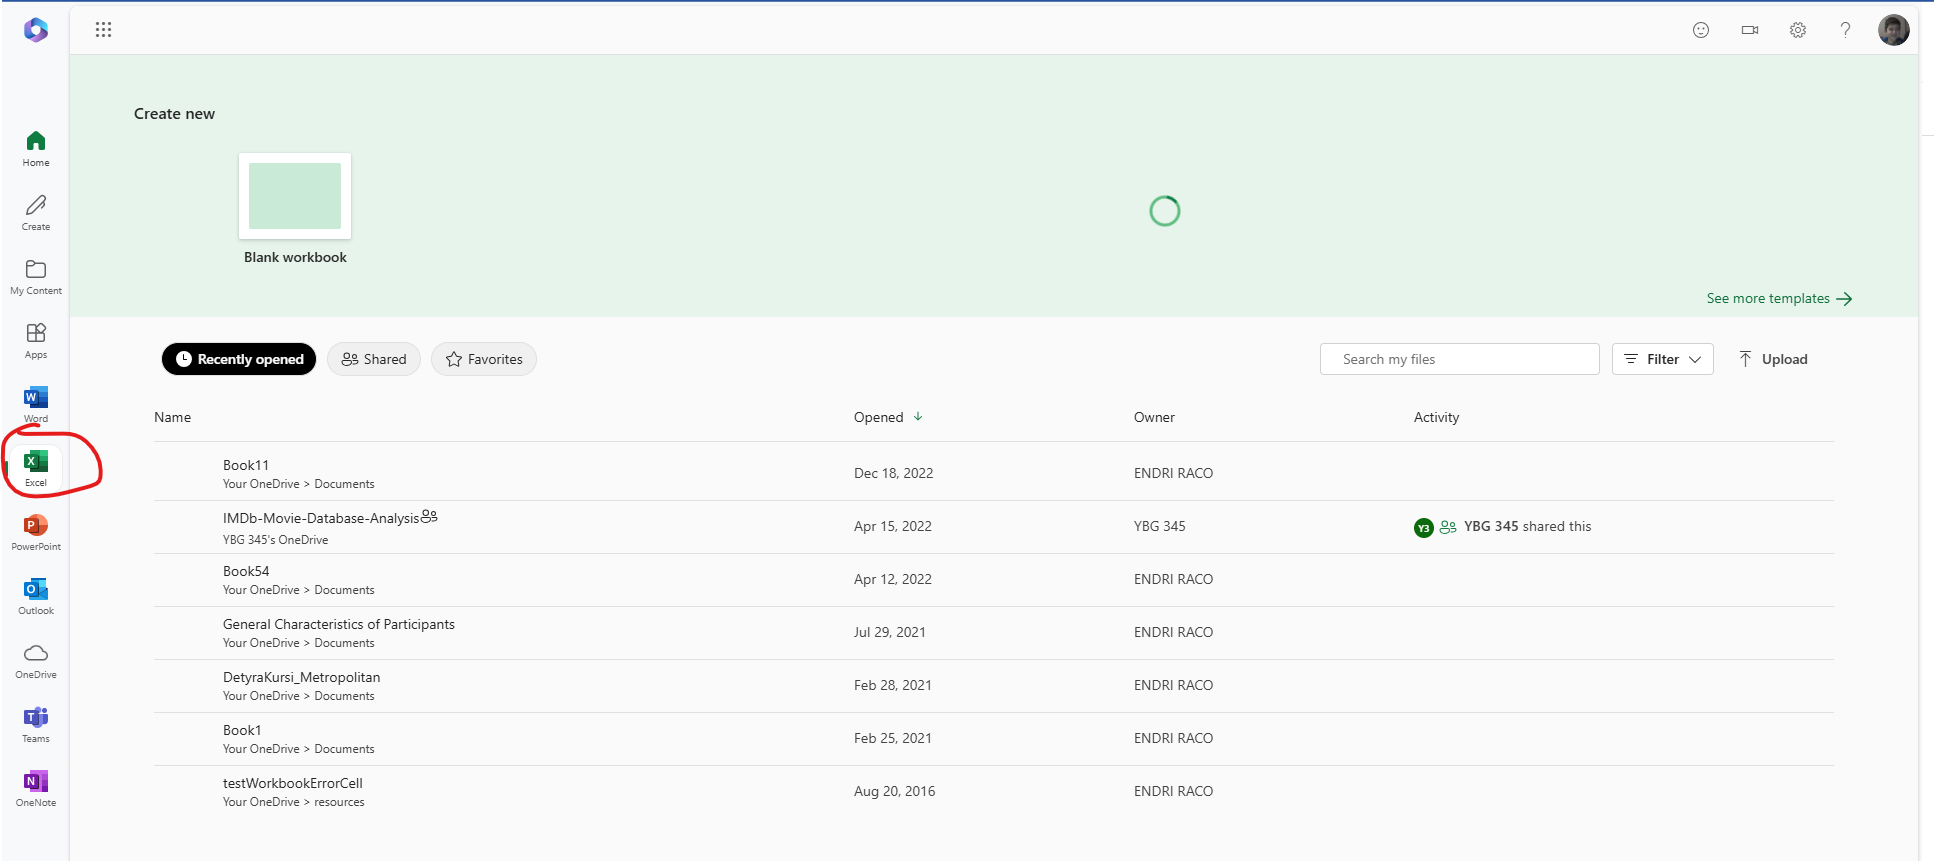 Create new
Home
Create
Blank workbook
My Content
See more templates
Apps
Recently opened
Shared
Favorites
Search my files
Filter
Upload
W
Word
Name
Opened
Owner
Activity
X
Excel
Book11
Dec 18, 2022
ENDRI RACO
Your OneDrive > Documents
IMDb-Movie-Database-Analysis
Apr 15, 2022
YBG 345
Y3
YBG 345 shared this
YBG 345's OneDrive
P
PowerPoint
Book54
Apr 12, 2022
ENDRI RACO
Your OneDrive > Documents
O
Outlook
General Characteristics of Participants
Jul 29, 2021
ENDRI RACO
Your OneDrive > Documents
OneDrive
DetyraKursi_Metropolitan
Feb 28, 2021
ENDRI RACO
Your OneDrive > Documents
T
Teams
Book1
Feb 25, 2021
ENDRI RACO
Your OneDrive > Documents
N
OneNote
testWorkbookErrorCell
Aug 20, 2016
ENDRI RACO
Your OneDrive > resources